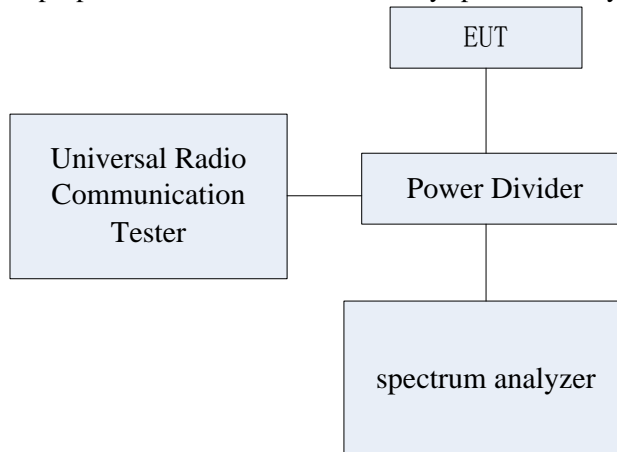 EUT
Universal Radio
Communication
Tester
Power Divider
spectrum analyzer